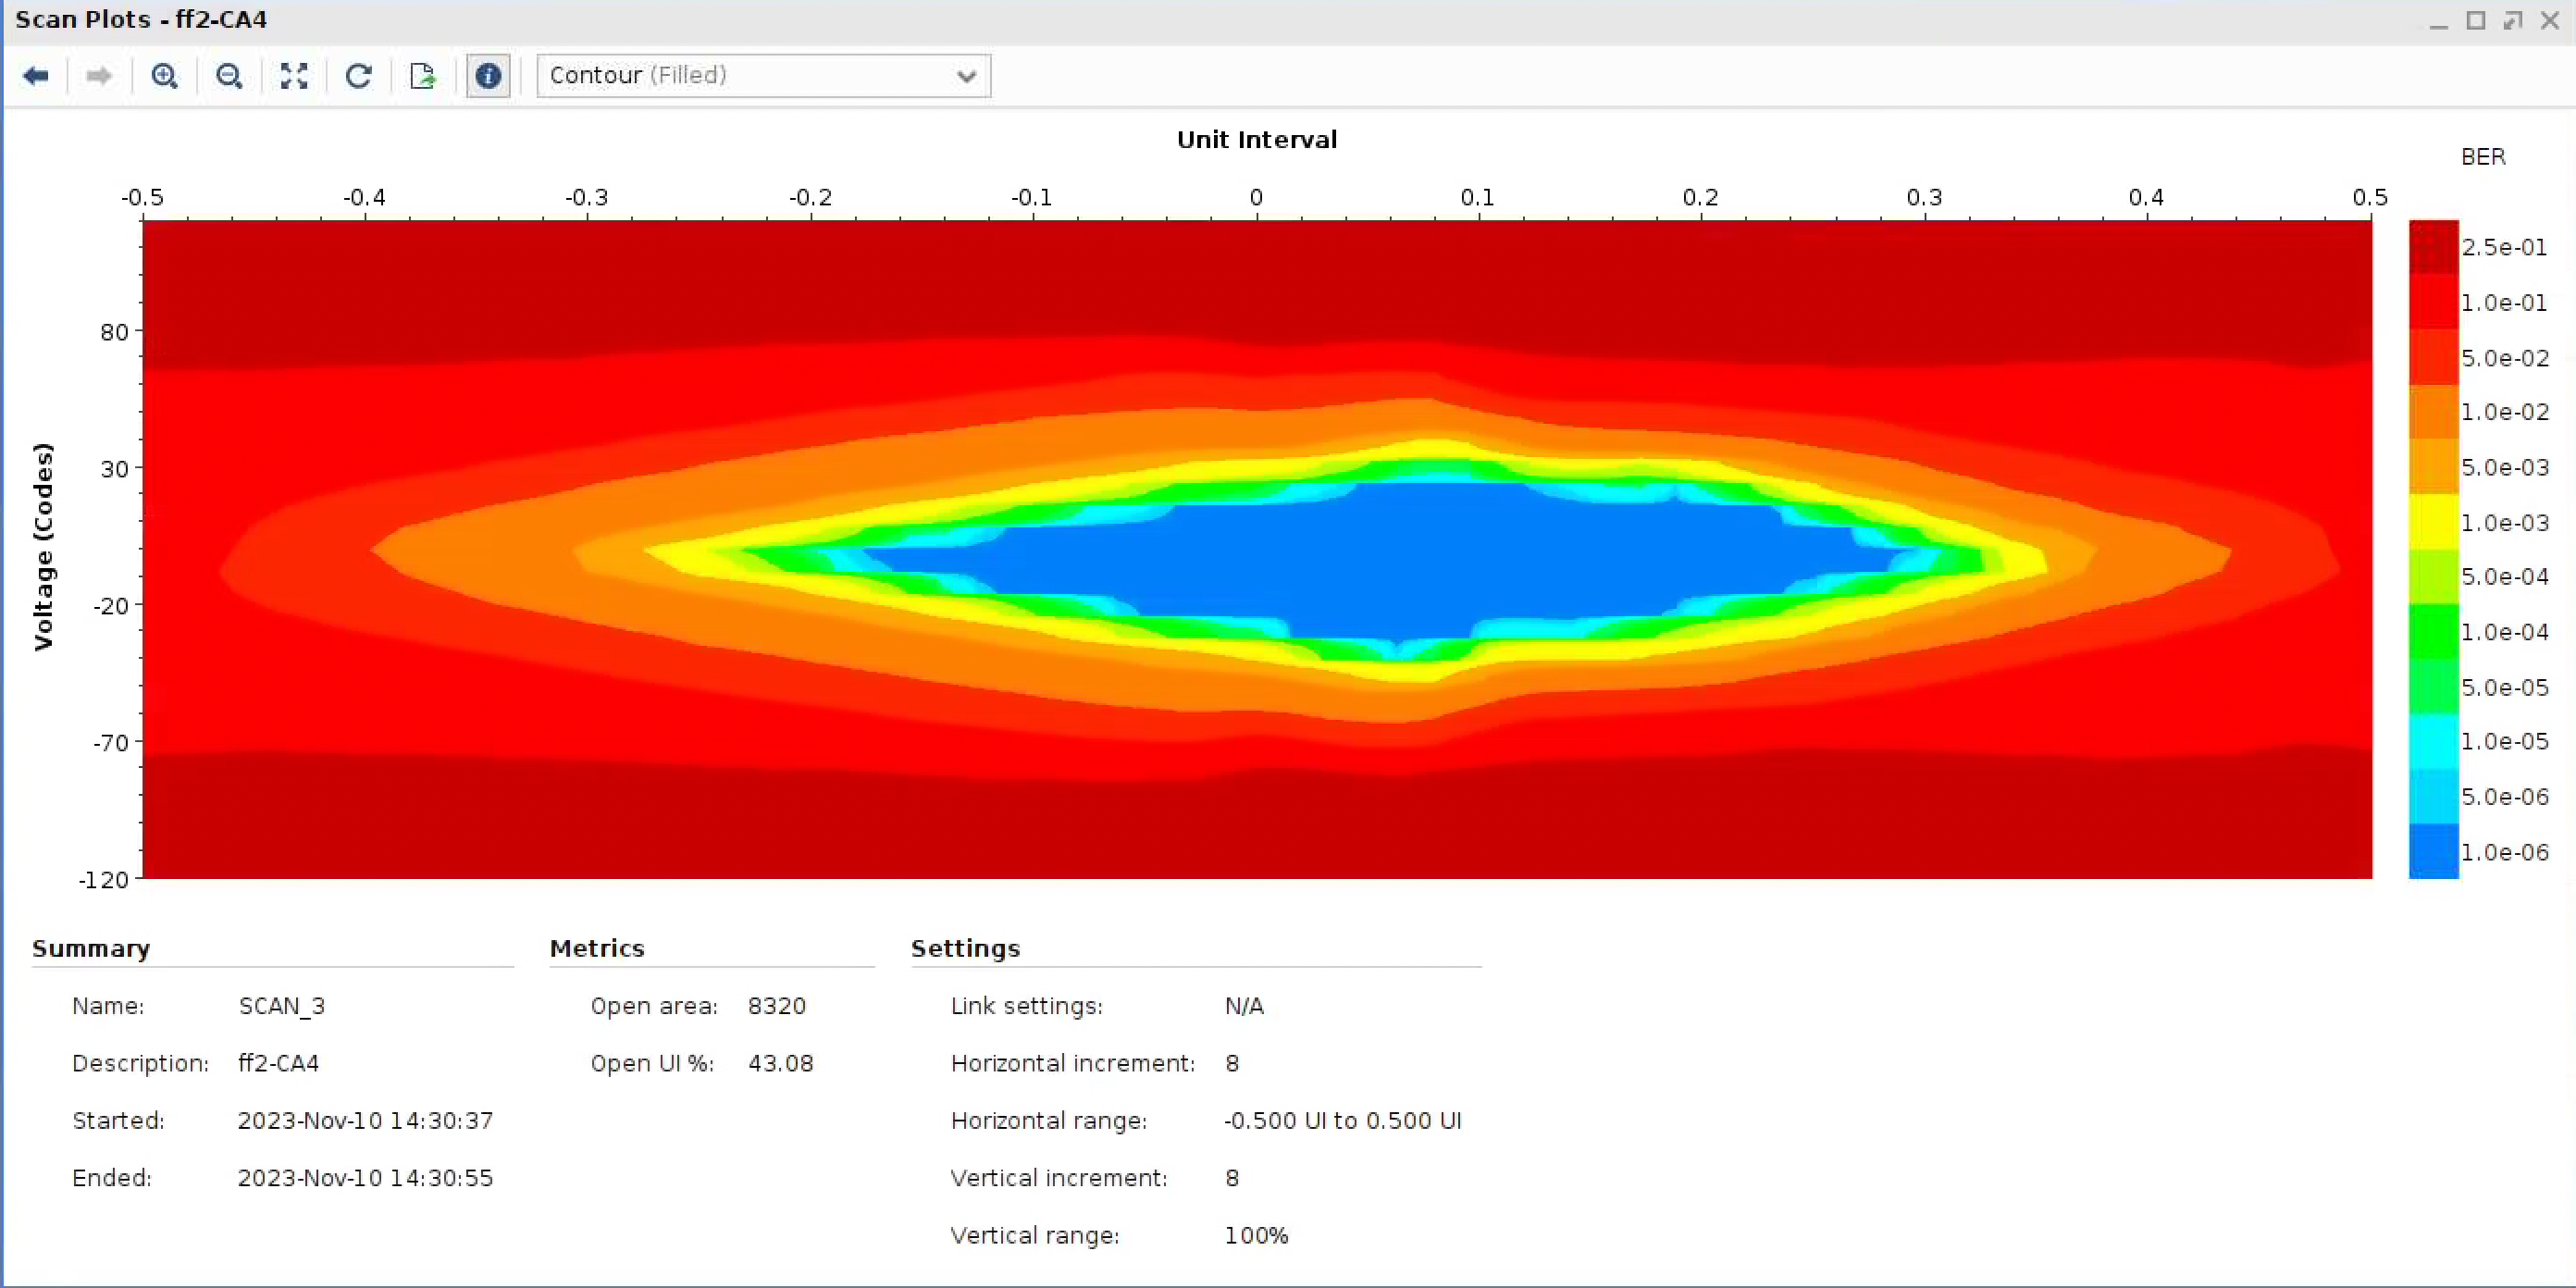 Scan Plots - ff2-CA4
Contour (Filled)
Unit Interval
BER
-0.5 -0.4 -0.3 -0.2 -0.1 0 0.1 0.2 0.3 0.4 0.5
Voltage (Codes)
80
30
-20
-70
-120
2.5e-01
1.0e-01
5.0e-02
1.0e-02
5.0e-03
1.0e-03
5.0e-04
1.0e-04
5.0e-05
1.0e-05
5.0e-06
1.0e-06
Summary
Name: SCAN_3
Description: ff2-CA4
Started: 2023-Nov-10 14:30:37
Ended: 2023-Nov-10 14:30:55
Metrics
Open area: 8320
Open UI %: 43.08
Settings
Link settings: N/A
Horizontal increment: 8
Horizontal range: -0.500 UI to 0.500 UI
Vertical increment: 8
Vertical range: 100%